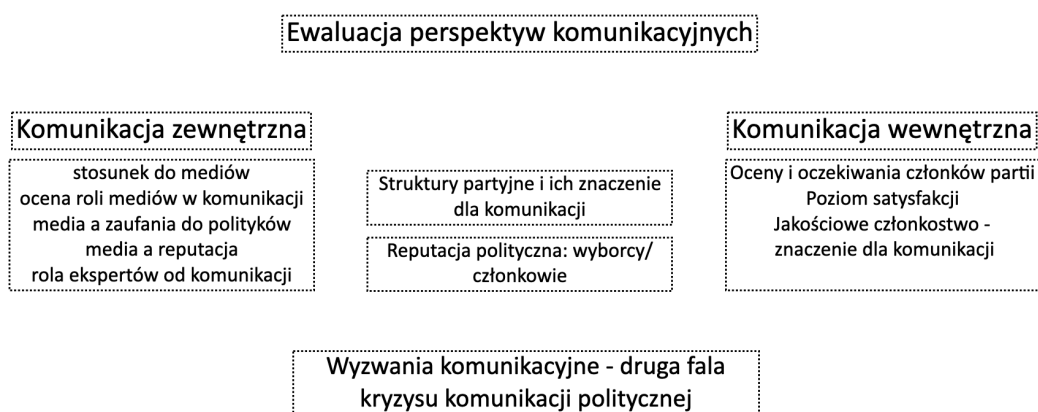 Ewaluacja perspektyw komunikacyjnych
Komunikacja zewnętrzna
stosunek do mediów
ocena roli mediów w komunikacji
media a zaufania do polityków
media a reputacja
rola ekspertów od komunikacji
Struktury partyjne i ich znaczenie
dla komunikacji
Reputacja polityczna: wyborcy/
członkowie
Komunikacja wewnętrzna
Oceny i oczekiwania członków partii
Poziom satysfakcji
Jakościowe członkostwo -
znaczenie dla komunikacji
Wyzwania komunikacyjne - druga fala
kryzysu komunikacji politycznej